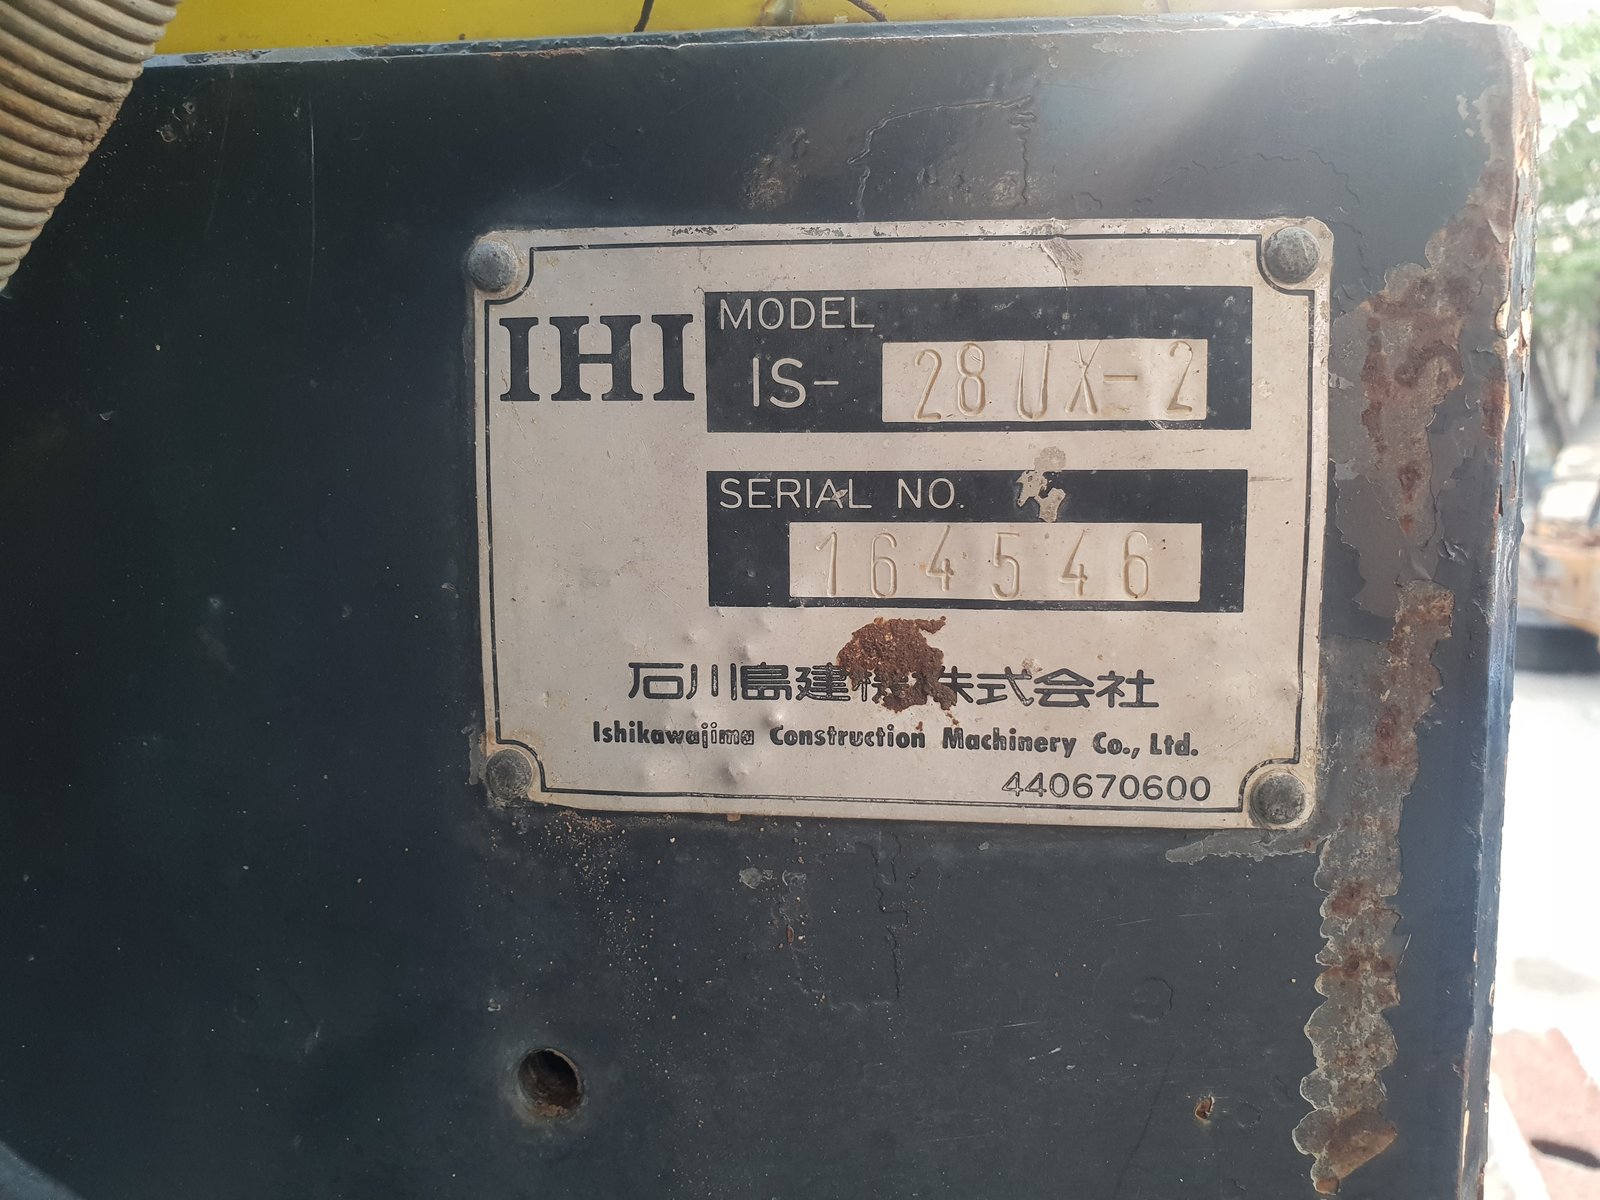 IHI
MODEL
IS- 28UX-2
SERIAL NO.
164546
石川島建機株式会社
Ishikawajima Construction Machinery Co., Ltd.
440670600